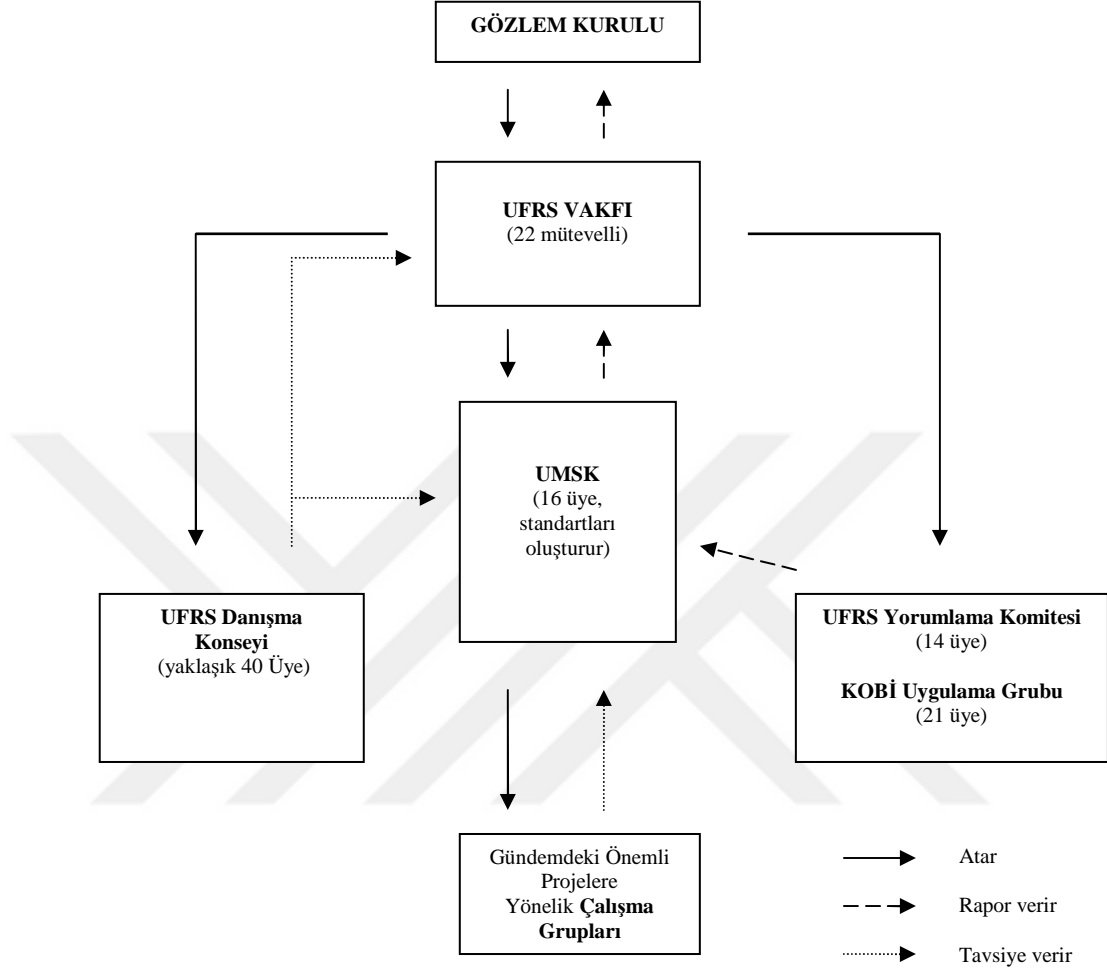 GÖZLEM KURULU
UFRS VAKFI
(22 mütevelli)
UMSK
(16 üye,
standartları
oluşturur)
UFRS Danışma
Konseyi
(yaklaşık 40 Üye)
UFRS Yorumlama Komitesi
(14 üye)
KOBİ Uygulama Grubu
(21 üye)
Gündemdeki Önemli
Projelere
Yönelik Çalışma
Grupları
Atar
Rapor verir
Tavsiye verir